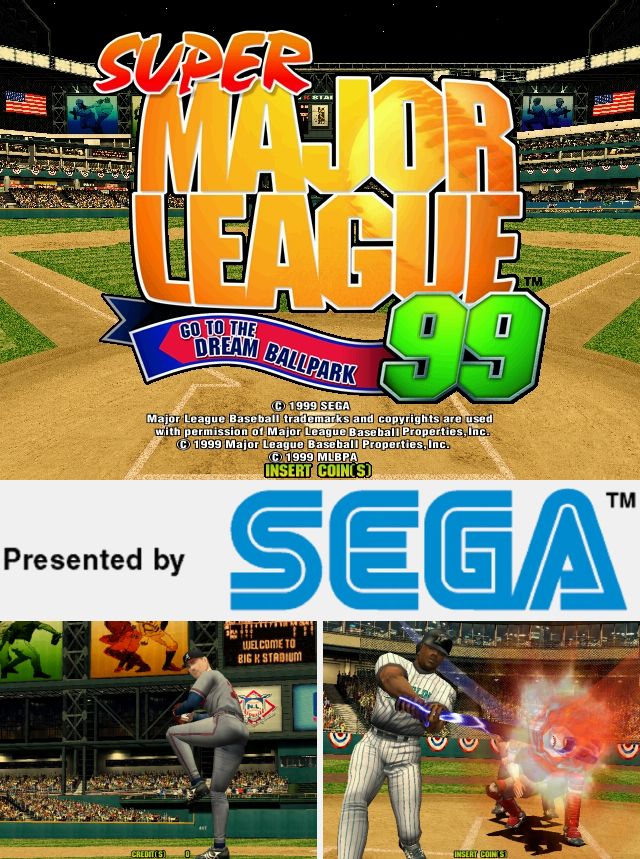 SUPER
MAJOR
LEAGUE
TM
GO TO THE
DREAM BALLPARK
99
© 1999 SEGA
Major League Baseball trademarks and copyrights are used
with permission of Major League Baseball Properties, Inc.
© 1999 Major League Baseball Properties, Inc.
© 1999 MLBPA
INSERT COIN(S)
Presented by
SEGA
TM
WELCOME TO
BIG K STADIUM
N.L.
CREDIT(S) 0
INSERT COIN(S)